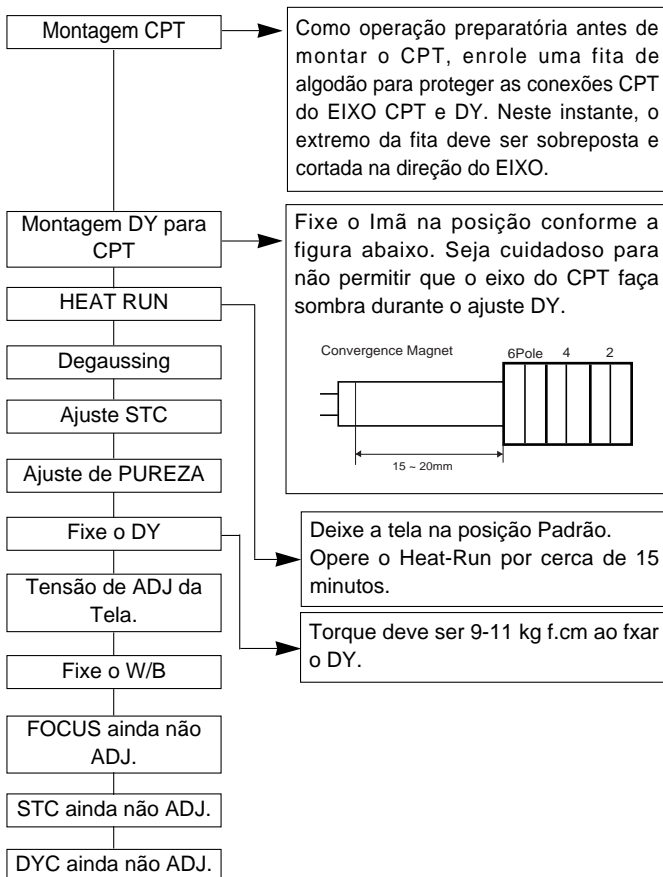 Montagem CPT
Como operação preparatória antes de
montar o CPT, enrole uma fita de
algodão para proteger as conexões CPT
do EIXO CPT e DY. Neste instante, o
extremo da fita deve ser sobreposta e
cortada na direção do EIXO.
Montagem DY para
CPT
Fixe o Imã na posição conforme a
figura abaixo. Seja cuidadoso para
não permitir que o eixo do CPT faça
sombra durante o ajuste DY.
Convergence Magnet 6Pole 4 2
15 ~ 20mm
HEAT RUN
Degaussing
Ajuste STC
Ajuste de PUREZA
Fixe o DY
Deixe a tela na posição Padrão.
Opere o Heat-Run por cerca de 15
minutos.
Tensão de ADJ da
Tela.
Torque deve ser 9-11 kg f.cm ao fxar
o DY.
Fixe o W/B
FOCUS ainda não
ADJ.
STC ainda não ADJ.
DYC ainda não ADJ.